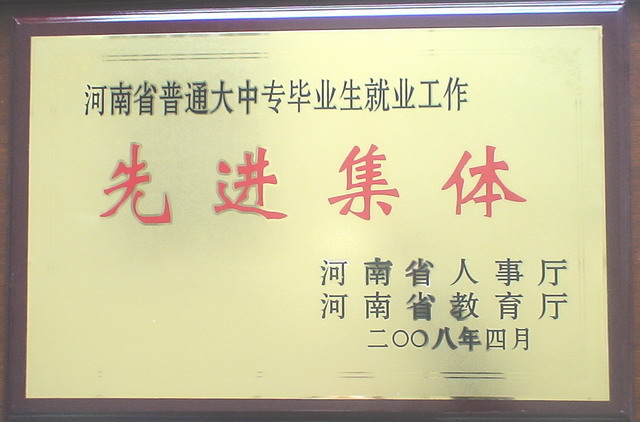 河南省普通大中专毕业生就业工作
先进集体
河南省人事厅
河南省教育厅
二〇〇八年四月